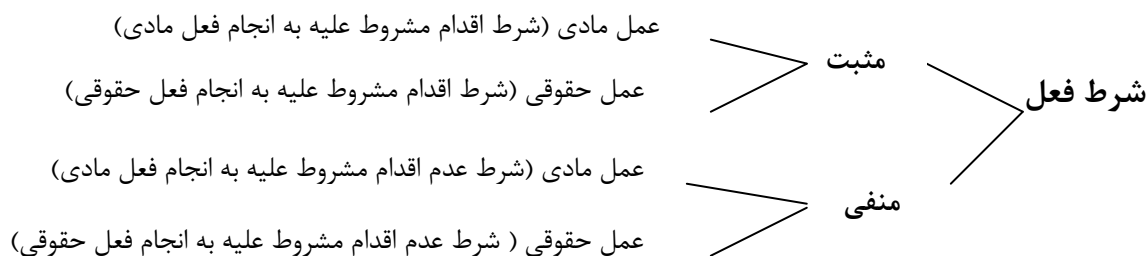 عمل مادی (شرط اقدام مشروط علیه به انجام فعل مادی)
مثبت
عمل حقوقی (شرط اقدام مشروط علیه به انجام فعل حقوقی)
شرط فعل
عمل مادی (شرط عدم اقدام مشروط علیه به انجام فعل مادی)
منفی
عمل حقوقی ( شرط عدم اقدام مشروط علیه به انجام فعل حقوقی)